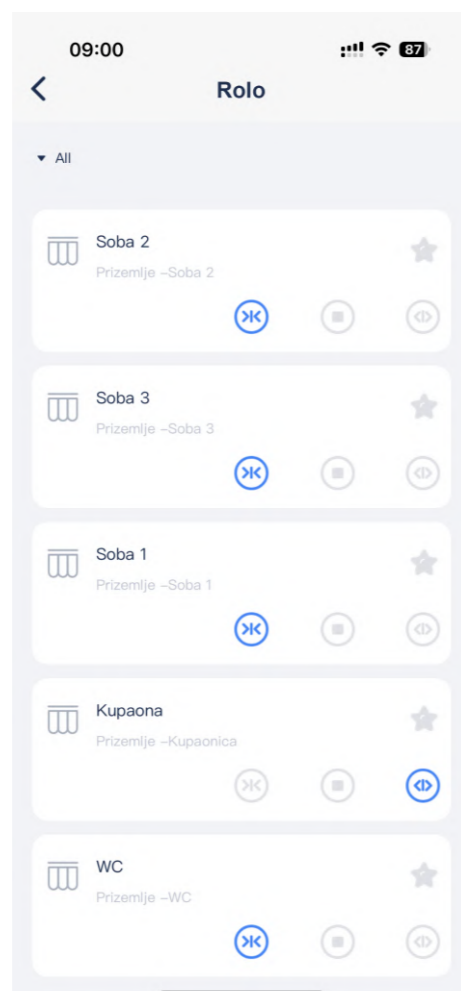 09:00
87
Rolo
All
Soba 2
Prizemlje –Soba 2
Soba 3
Prizemlje –Soba 3
Soba 1
Prizemlje –Soba 1
Kupaona
Prizemlje –Kupaonica
WC
Prizemlje –WC